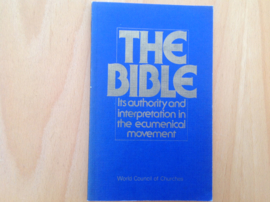 THE
BIBLE
Its authority and
interpretation in
the ecumenical
movement
World Council of Churches